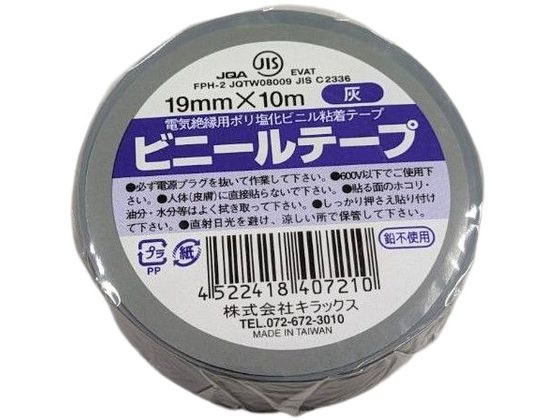 JQA JIS EVAT
FPH-2 JQTW08009 JIS C 2336
19mm×10m 灰
電気絶縁用ポリ塩化ビニル粘着テープ
ビニールテープ
●必ず電源プラグを抜いて作業して下さい。●600V以下でご使用下
さい。●人体(皮膚)に直接貼らないで下さい。●貼る面のホコリ・
油分、水分等はよく拭き取って下さい。●しっかり押さえ貼り付け
て下さい。●直射日光を避け、涼しい所で保管して下さい。
プラ 紙 鉛不使用
PP
4522418407210
株式会社キラックス
TEL.072-672-3010
MADE IN TAIWAN